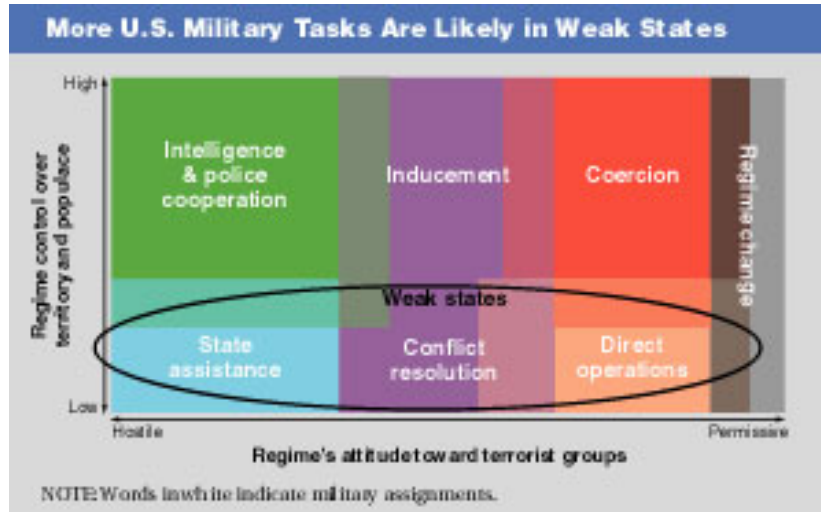 More U.S. Military Tasks Are Likely in Weak States
High
Regime control over
territory and populace
Low
Intelligence
& police
cooperation
Inducement
Coercion
Regime change
Weak states
State
assistance
Conflict
resolution
Direct
operations
Hostile
Permissive
Regime's attitude toward terrorist groups
NOTE: Words in white indicate military assignments.